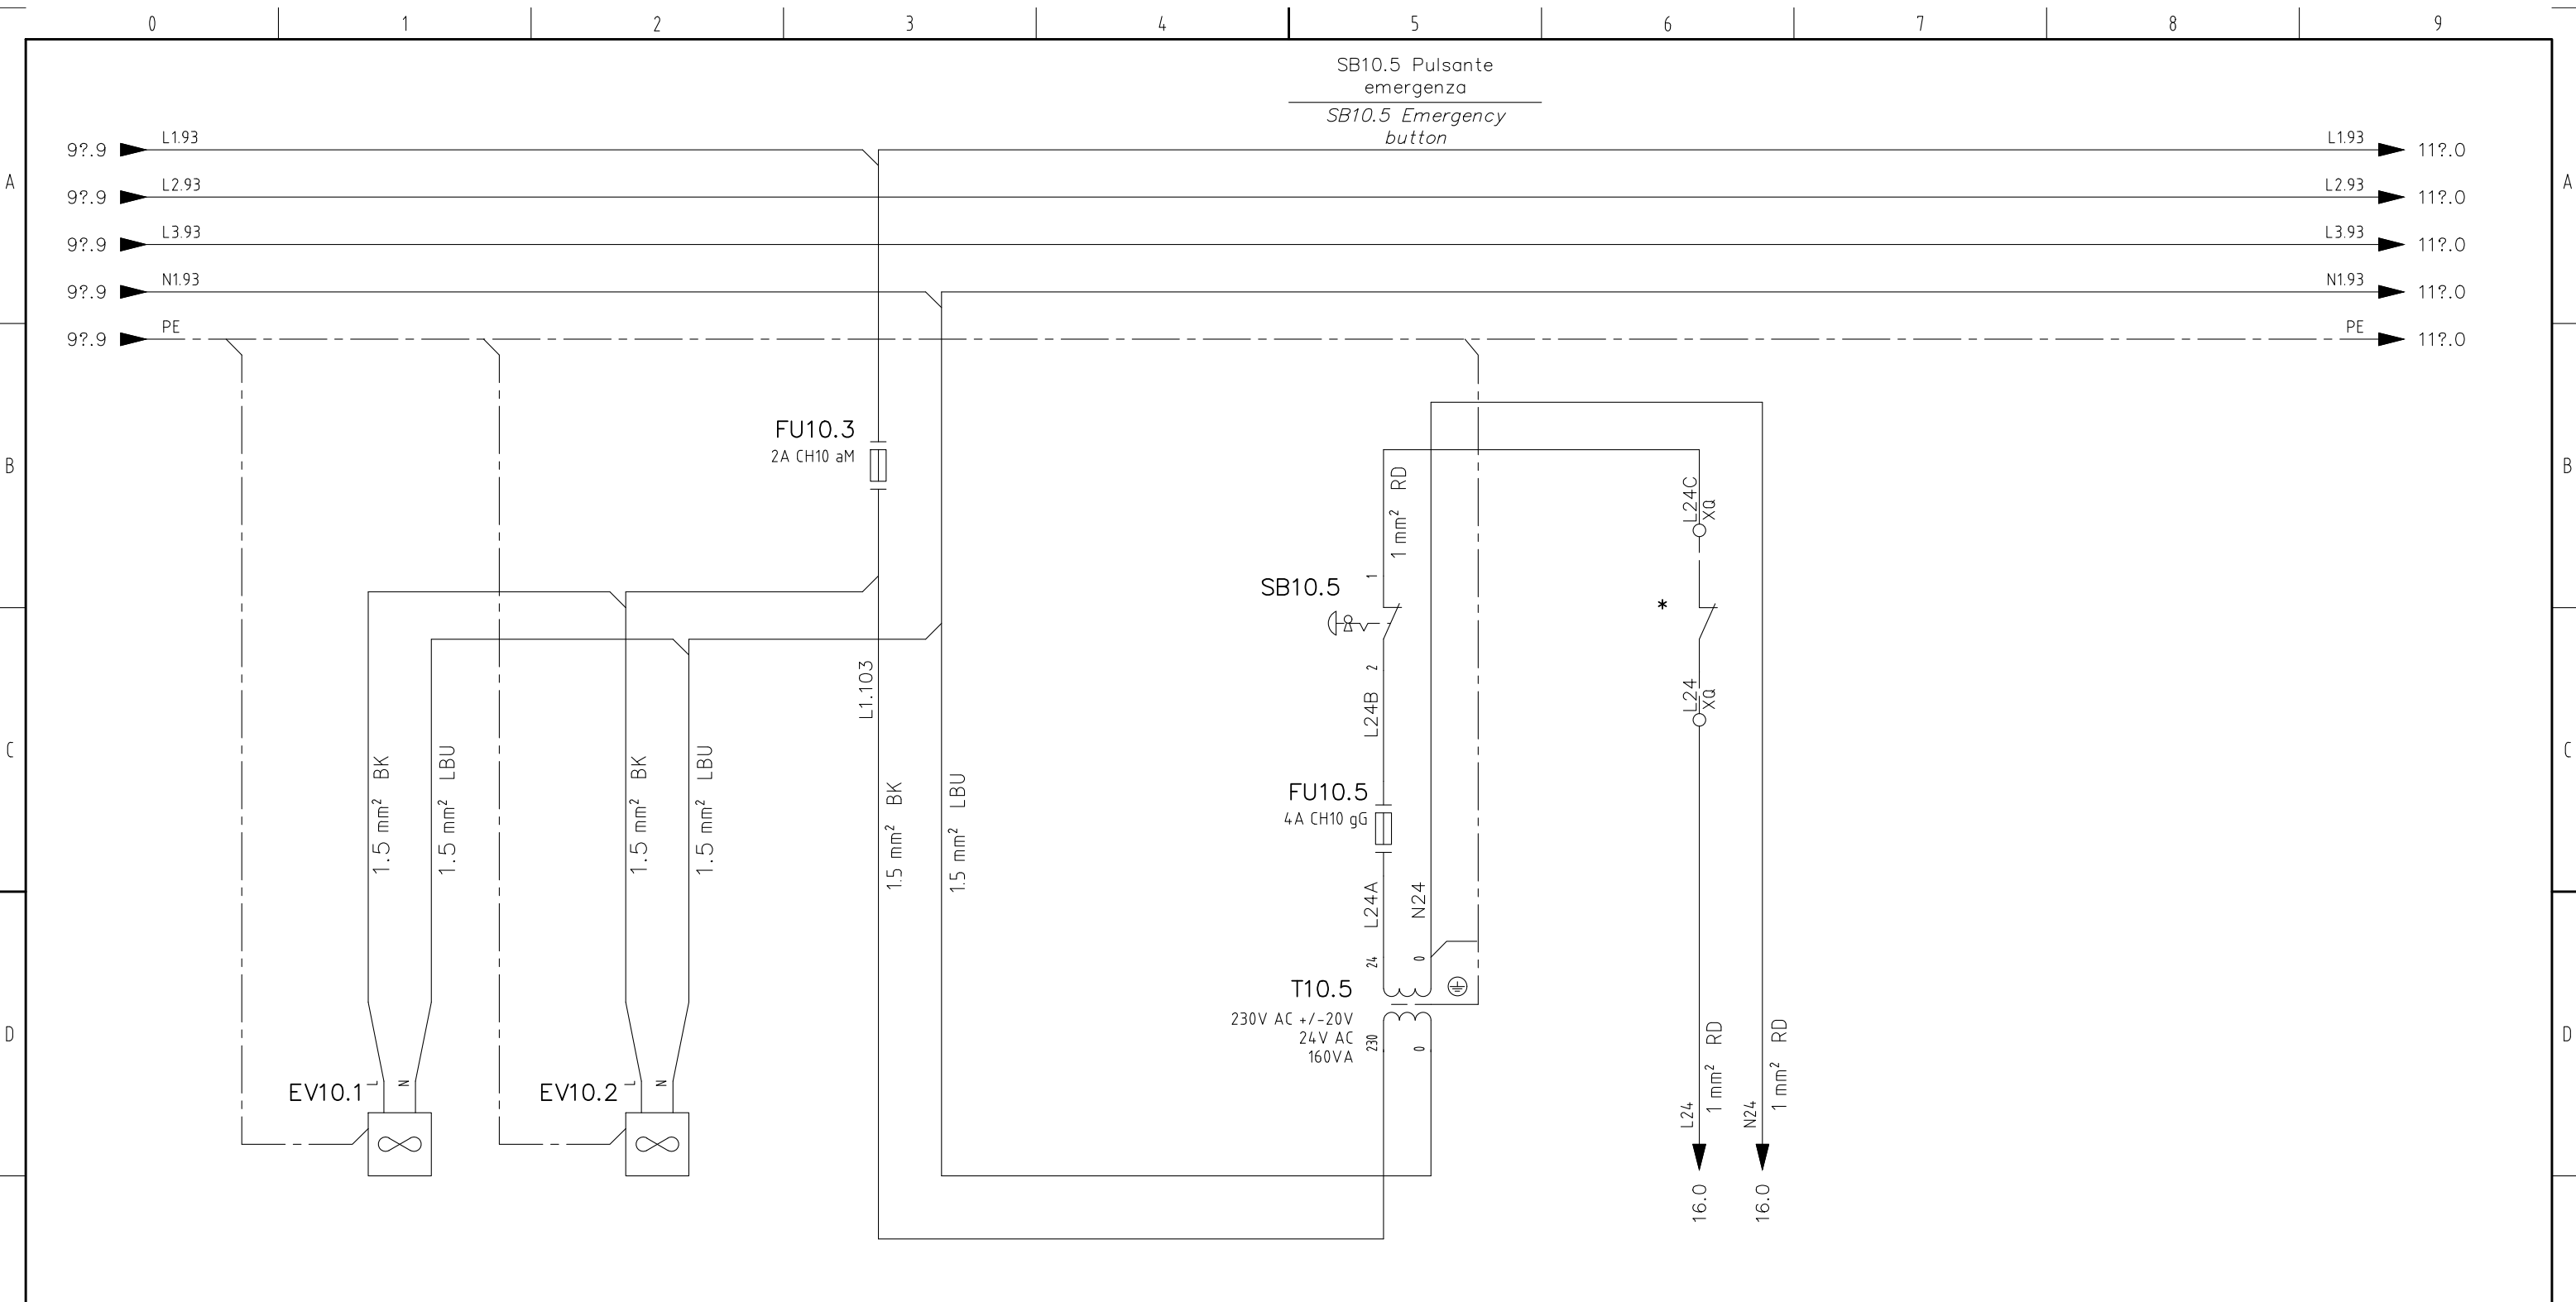 0 1 2 3 4 5 6 7 8 9
SB10.5 Pulsante
emergenza
SB10.5 Emergency
button
9?.9 L1.93 L1.93 11?.0
A A
9?.9 L2.93 L2.93 11?.0
9?.9 L3.93 L3.93 11?.0
9?.9 N1.93 N1.93 11?.0
9?.9 PE PE 11?.0
FU10.3
2A CH10 aM
B B
1 mm² RD
L24C
XQ
SB10.5
1
2
*
L1.103
L24B
L24
XQ
C C
1.5 mm² BK
1.5 mm² LBU
1.5 mm² BK
1.5 mm² LBU
1.5 mm² BK
1.5 mm² LBU
FU10.5
4A CH10 gG
L24A
N24
24
0
T10.5
230V AC +/-20V
24V AC
160VA
230
0
D D
EV10.1
L
N
EV10.2
L
N
L24
1 mm² RD
N24
1 mm² RD
16.0
16.0